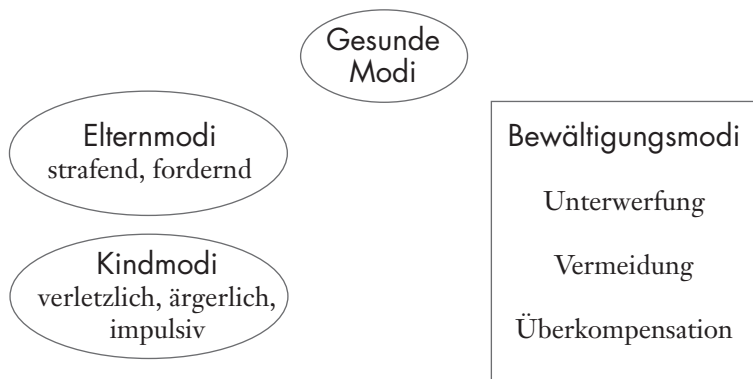 Gesunde
Modi
Elternmodi
strafend, fordernd
Kindmodi
verletzlich, ärgerlich,
impulsiv
Bewältigungsmodi
Unterwerfung
Vermeidung
Überkompensation